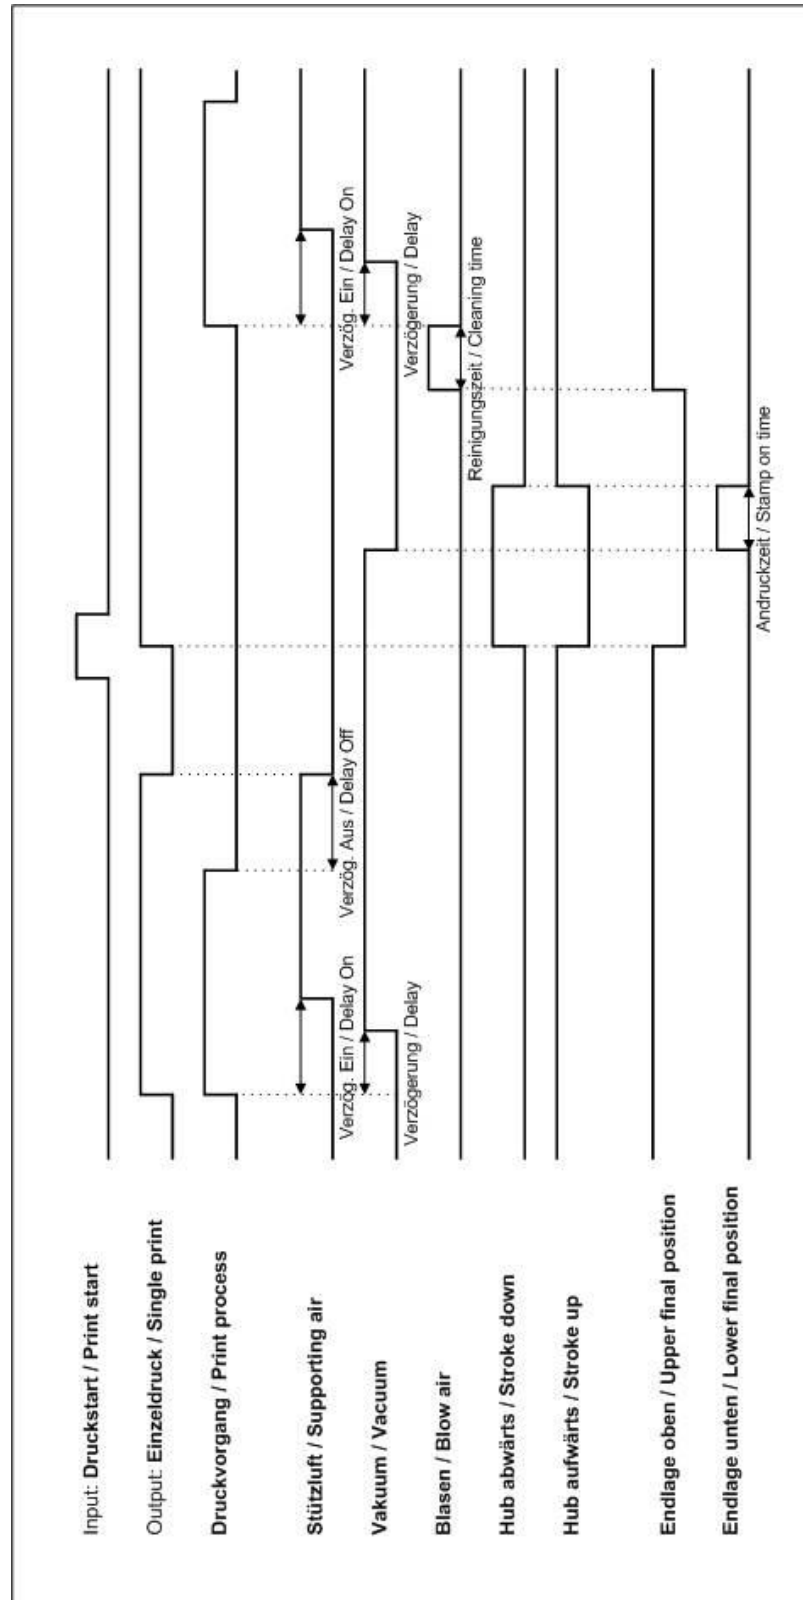 Input: Druckstart / Print start
Output: Einzeldruck / Single print
Druckvorgang / Print process
Stützluft / Supporting air
Verzög. Ein / Delay On
Verzög. Aus / Delay Off
Verzög. Ein / Delay On
Vakuum / Vacuum
Verzögerung / Delay
Verzögerung / Delay
Blasen / Blow air
Reinigungszeit / Cleaning time
Hub abwärts / Stroke down
Hub aufwärts / Stroke up
Endlage oben / Upper final position
Endlage unten / Lower final position
Andruckzeit / Stamp on time